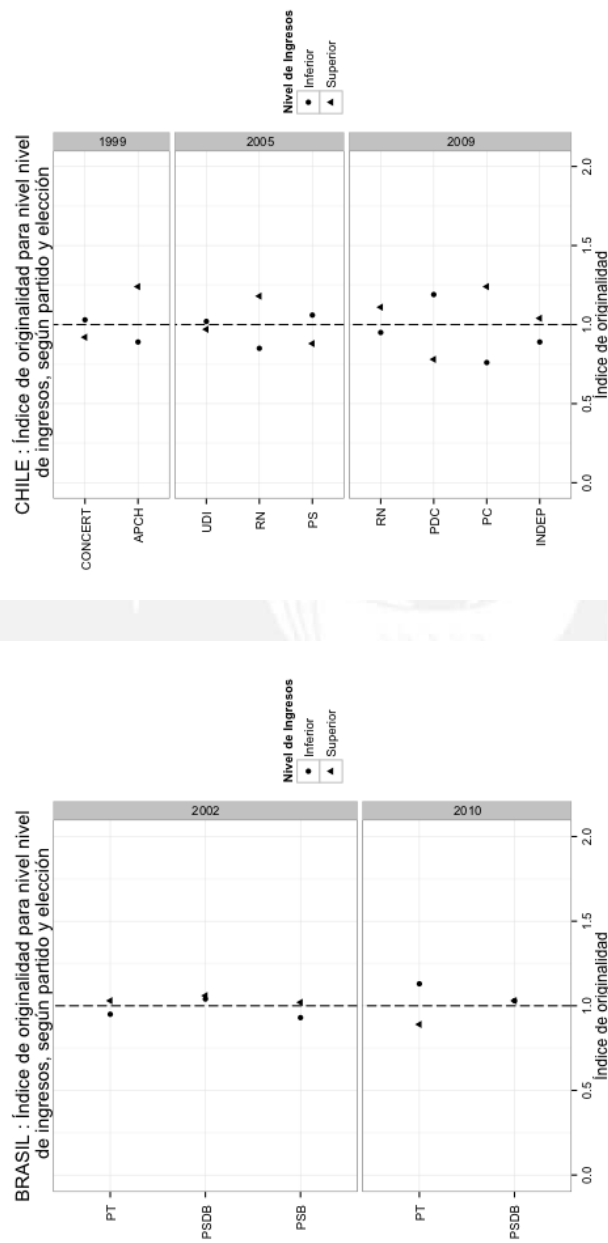 CHILE : Índice de originalidad para nivel nivel
de ingresos, según partido y elección
CONCERT
APCH
1999
UDI
RN
PS
2005
RN
PDC
PC
INDEP
2009
0.0
0.5
1.0
1.5
2.0
Índice de originalidad
Nivel de Ingresos
Inferior
Superior
BRASIL : Índice de originalidad para nivel nivel
de ingresos, según partido y elección
PT
PSDB
PSB
2002
PT
PSDB
2010
0.0
0.5
1.0
1.5
2.0
Índice de originalidad
Nivel de Ingresos
Inferior
Superior